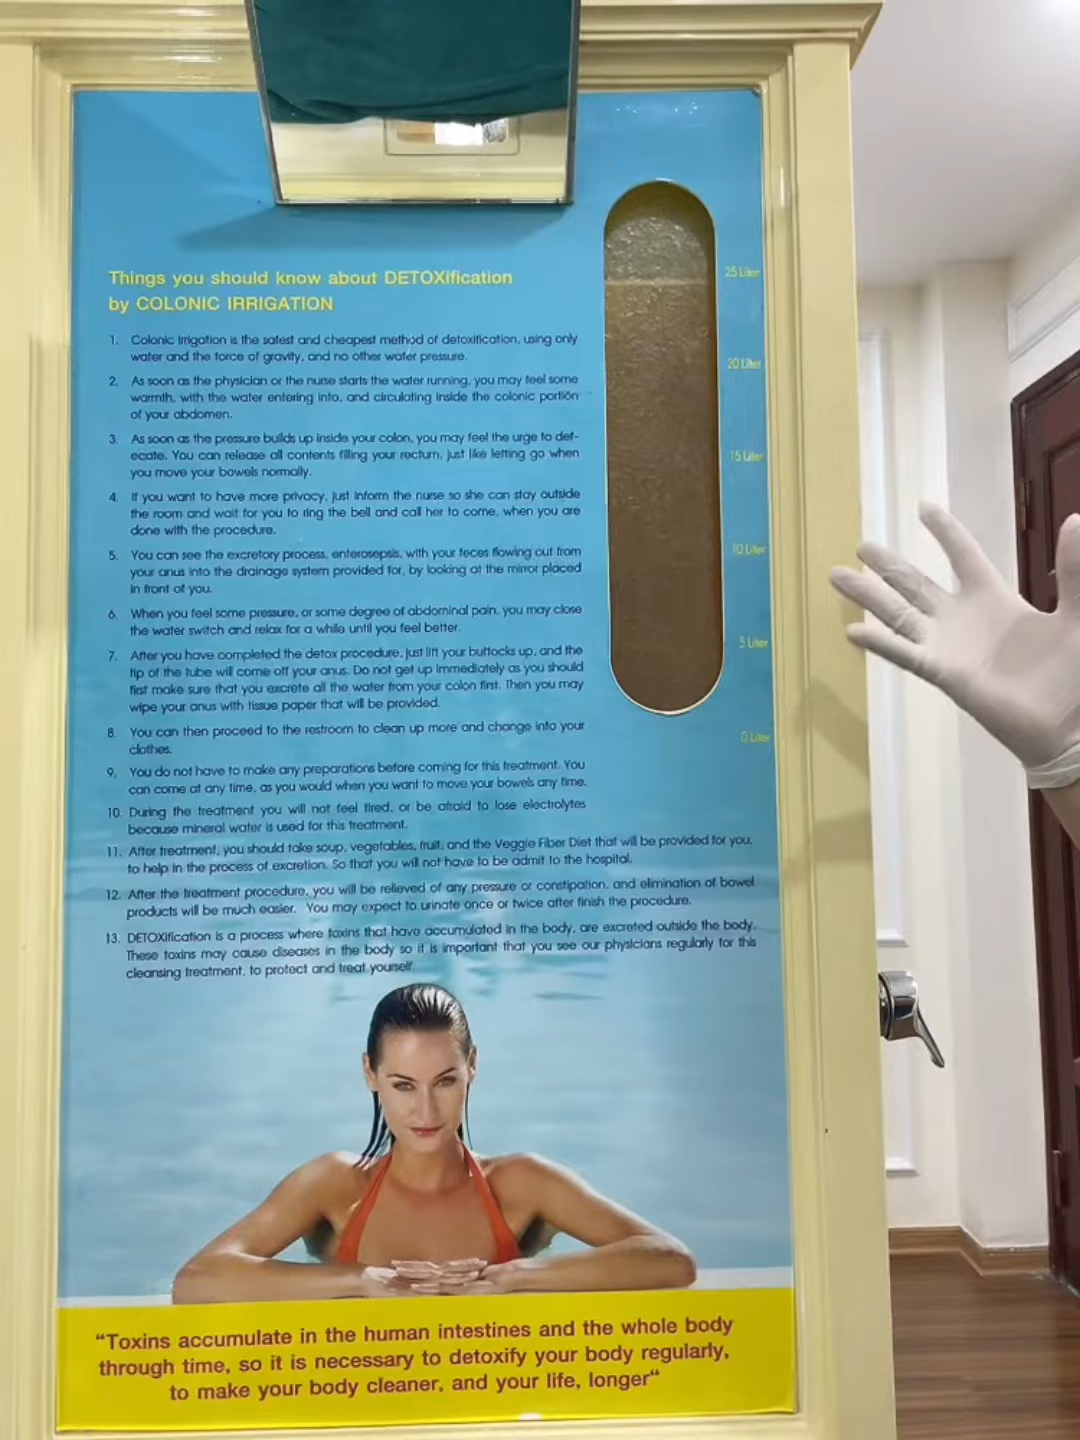 Things you should know about DETOXification
by COLONIC IRRIGATION
1. Colonic Irrigation is the safest and cheapest method of detoxification, using only
water and the force of gravity, and no other water pressure.
2. As soon as the physician or the nurse starts the water running, you may feel some
warmth, with the water entering into, and circulating inside the colonic portion
of your abdomen.
3. As soon as the pressure builds up inside your colon, you may feel the urge to def-
ecate. You can release all contents filling your rectum, just like letting go when
you move your bowels normally.
4. If you want to have more privacy, just inform the nurse so she can stay outside
the room and wait for you to ring the bell and call her to come, when you are
done with the procedure.
5. You can see the excretory process, enterosepsis, with your feces flowing out from
your anus into the drainage system provided for, by looking at the mirror placed
in front of you.
6. When you feel some pressure, or some degree of abdominal pain, you may close
the water switch and relax for a while until you feel better.
7. After you have completed the detox procedure, just lift your buttocks up, and the
tip of the tube will come off your anus. Do not get up immediately as you should
first make sure that you excrete all the water from your colon first. Then you may
wipe your anus with tissue paper that will be provided.
8. You can then proceed to the restroom to clean up more and change into your
clothes.
9. You do not have to make any preparations before coming for this treatment. You
can come at any time, as you would when you want to move your bowels any time.
10. During the treatment you will not feel tired, or be afraid to lose electrolytes
because mineral water is used for this treatment.
11. After treatment, you should take soup, vegetables, fruit, and the Veggie Fiber Diet that will be provided for you,
to help in the process of excretion. So that you will not have to be admit to the hospital.
12. After the treatment procedure, you will be relieved of any pressure or constipation, and elimination of bowel
products will be much easier. You may expect to urinate once or twice after finish the procedure.
13. DETOXification is a process where toxins that have accumulated in the body, are excreted outside the body.
These toxins may cause diseases in the body so it is important that you see our physicians regularly for this
cleansing treatment, to protect and treat yourself.
25 Liter
20 Liter
15 Liter
10 Liter
5 Liter
0 Liter
"Toxins accumulate in the human intestines and the whole body
through time, so it is necessary to detoxify your body regularly,
to make your body cleaner, and your life, longer"